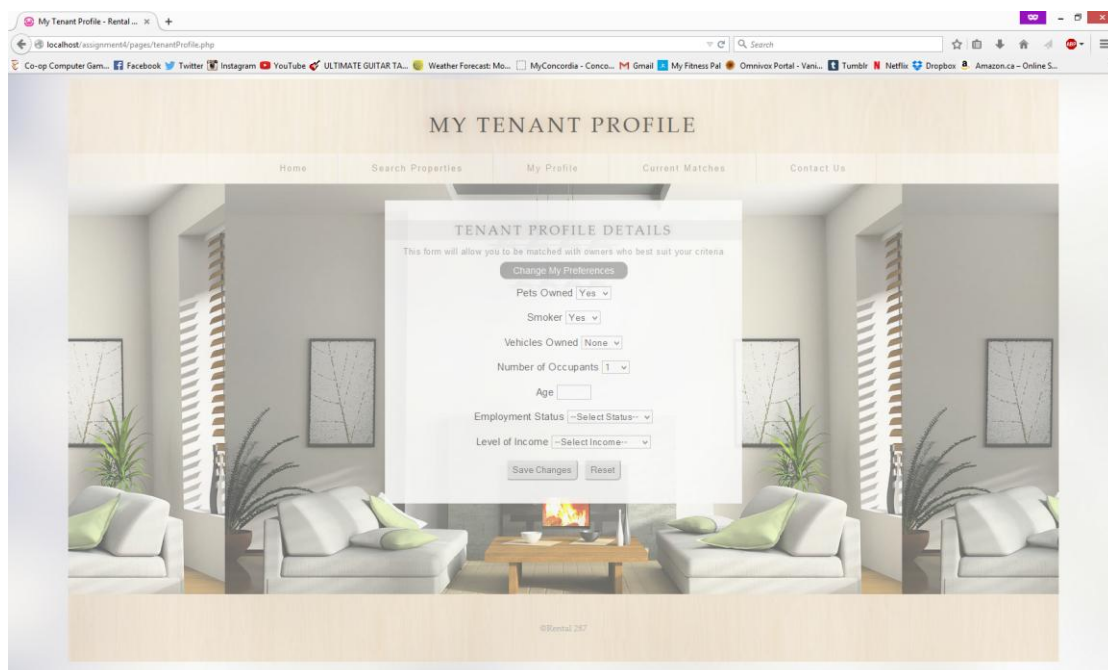 My Tenant Profile - Rental ...
localhost/assignment4/pages/tenantProfile.php
Search
Co-op Computer Gam... Facebook Twitter Instagram YouTube ULTIMATE GUITAR TA... Weather Forecast: Mo... MyConcordia - Conco... Gmail My Fitness Pal Omnivox Portal - Vani... Tumblr Netflix Dropbox Amazon.ca – Online S...
MY TENANT PROFILE
Home Search Properties My Profile Current Matches Contact Us
TENANT PROFILE DETAILS
This form will allow you to be matched with owners who best suit your criteria
Change My Preferences
Pets Owned Yes
Smoker Yes
Vehicles Owned None
Number of Occupants 1
Age
Employment Status --Select Status--
Level of Income --Select Income--
Save Changes Reset
©Rental 287